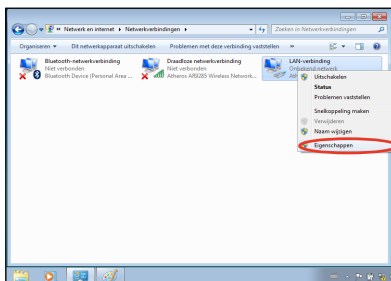 « Netwerk en internet ▸ Netwerkverbindingen ▸
Zoeken in Netwerkverbindingen
Organiseren
Dit netwerkapparaat uitschakelen
Problemen met deze verbinding vaststellen
»
Bluetooth-netwerkverbinding
Niet verbonden
Bluetooth Device (Personal Area ...
Draadloze netwerkverbinding
Niet verbonden
Atheros AR9285 Wireless Network...
LAN-verbinding
Onbekend netwerk
Uitschakelen
Status
Problemen vaststellen
Snelkoppeling maken
Verwijderen
Naam wijzigen
Eigenschappen